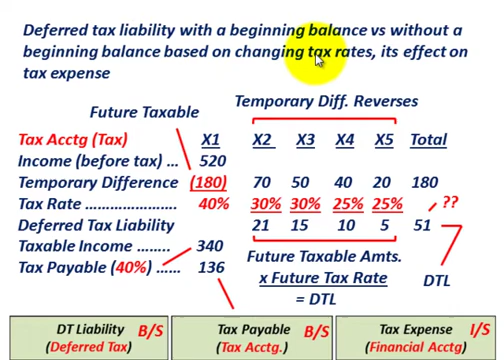 Deferred tax liability with a beginning balance vs without a
beginning balance based on changing tax rates, its effect on
tax expense
Future Taxable
Temporary Diff. Reverses
Tax Acctg (Tax) X1 X2 X3 X4 X5 Total
Income (before tax) ... 520
Temporary Difference (180) 70 50 40 20 180
Tax Rate ........................ 40% 30% 30% 25% 25% ??
Deferred Tax Liability 21 15 10 5 51
Taxable Income ........ 340
Tax Payable (40%) ...... 136
Future Taxable Amts.
x Future Tax Rate
= DTL
DTL
DT Liability B/S
(Deferred Tax)
Tax Payable B/S
(Tax Acctg.)
Tax Expense I/S
(Financial Acctg)